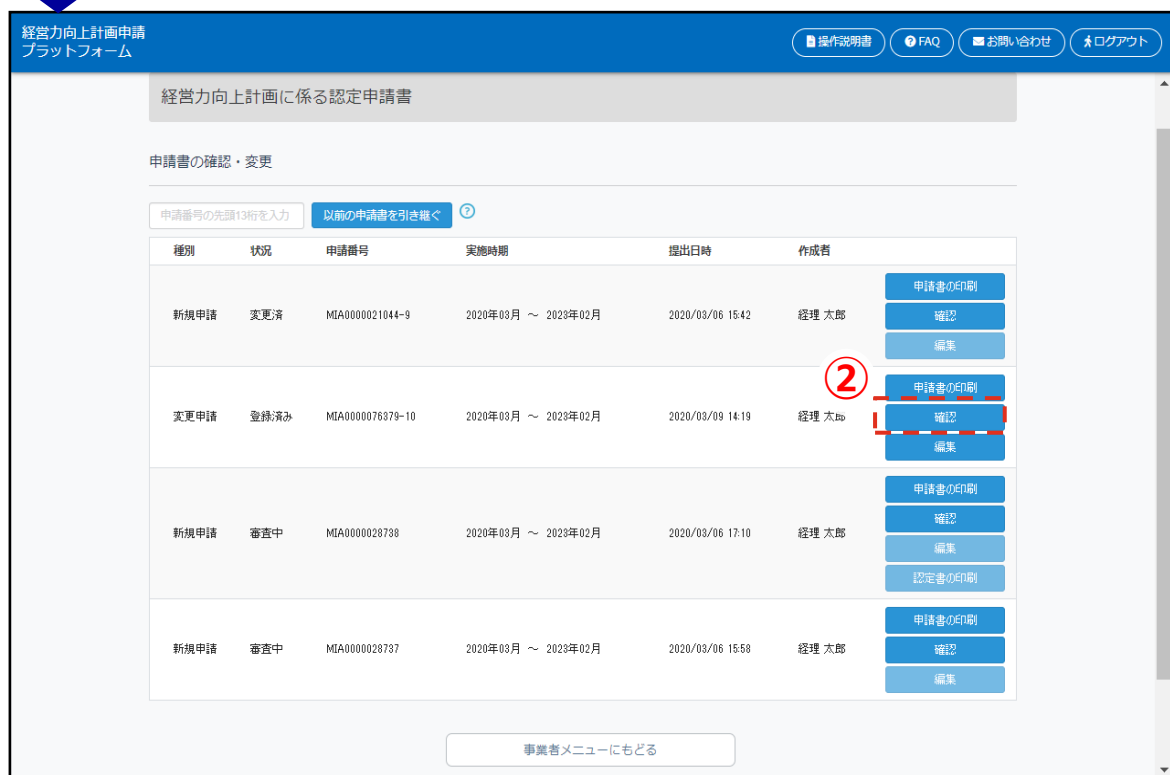 経営力向上計画申請
プラットフォーム
操作説明書 FAQ お問い合わせ ログアウト
経営力向上計画に係る認定申請書
申請書の確認・変更
申請番号の先頭13桁を入力 以前の申請書を引き継ぐ ?
種別 状況 申請番号 実施時期 提出日時 作成者
申請書の印刷
新規申請 変更済 MIA0000021044-9 2020年03月 ～ 2023年02月 2020/03/06 15:42 経理 太郎 確認
編集
②
申請書の印刷
変更申請 登録済み MIA0000076379-10 2020年03月 ～ 2023年02月 2020/03/09 14:19 経理 太郎 確認
編集
申請書の印刷
確認
新規申請 審査中 MIA0000028738 2020年03月 ～ 2023年02月 2020/03/06 17:10 経理 太郎
編集
認定書の印刷
申請書の印刷
新規申請 審査中 MIA0000028737 2020年03月 ～ 2023年02月 2020/03/06 15:58 経理 太郎 確認
編集
事業者メニューにもどる